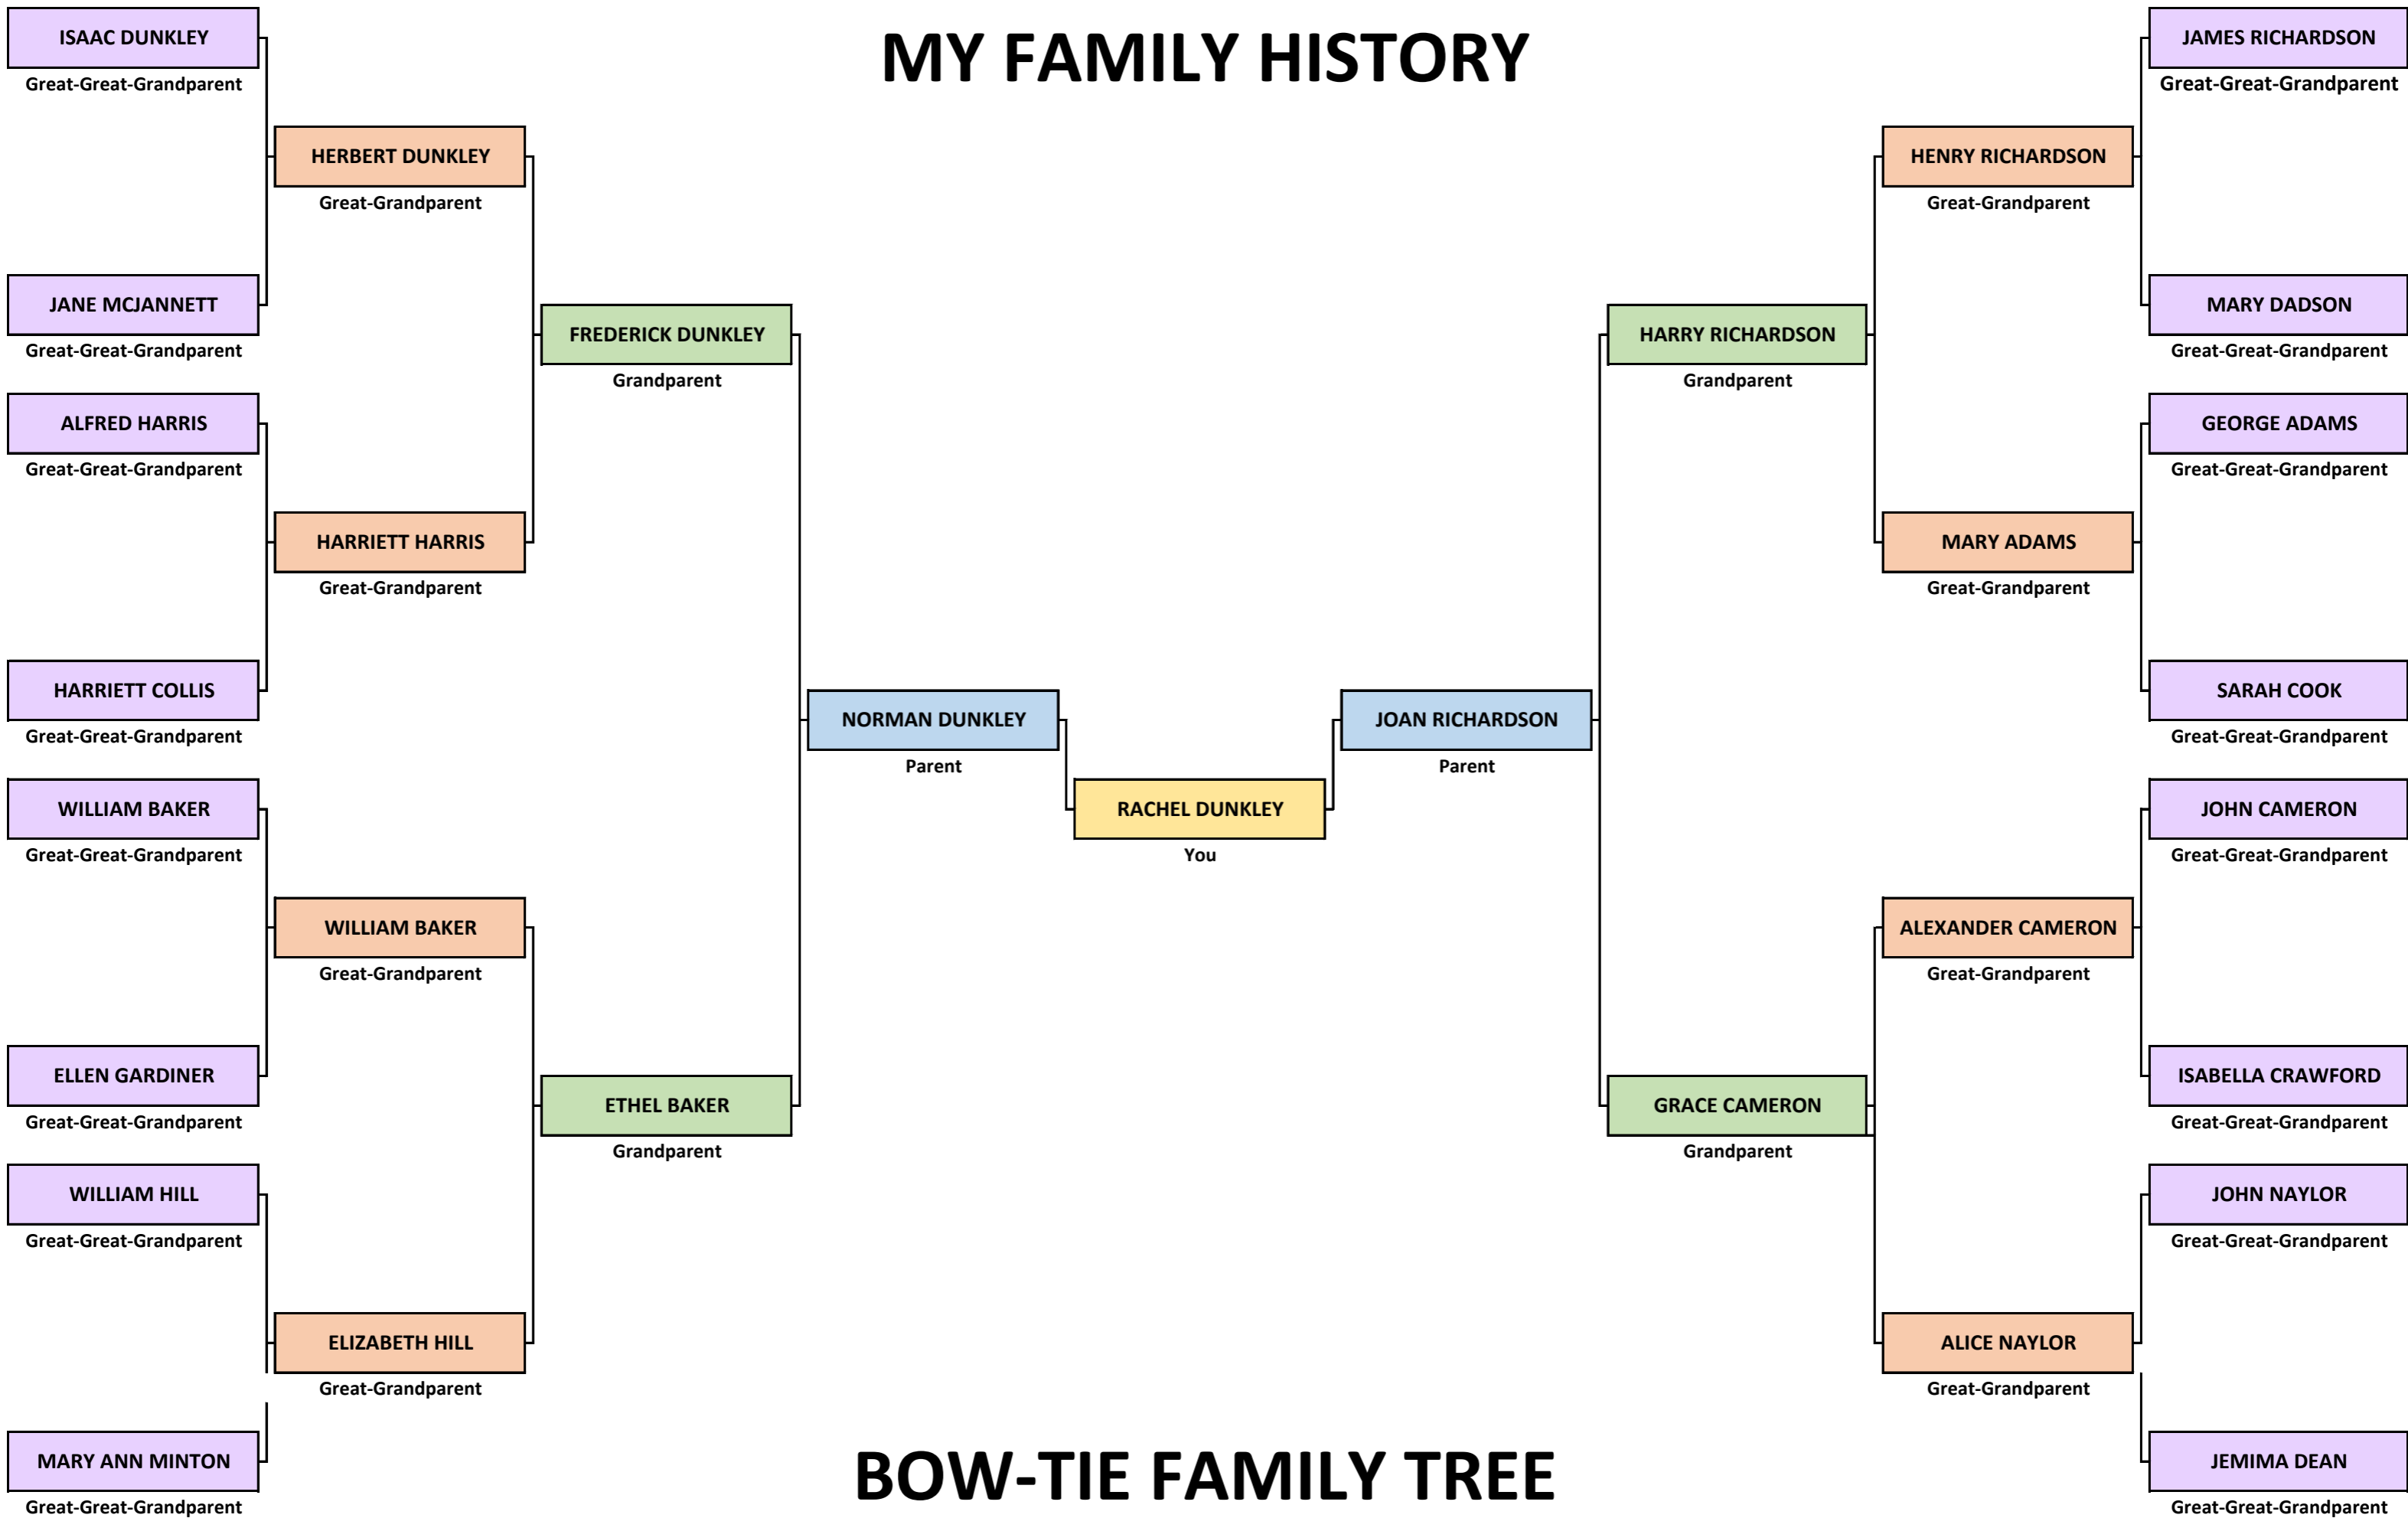 MY FAMILY HISTORY
ISAAC DUNKLEY
Great-Great-Grandparent
JANE MCJANNETT
Great-Great-Grandparent
ALFRED HARRIS
Great-Great-Grandparent
HARRIETT COLLIS
Great-Great-Grandparent
WILLIAM BAKER
Great-Great-Grandparent
ELLEN GARDINER
Great-Great-Grandparent
WILLIAM HILL
Great-Great-Grandparent
MARY ANN MINTON
Great-Great-Grandparent
HERBERT DUNKLEY
Great-Grandparent
HARRIETT HARRIS
Great-Grandparent
WILLIAM BAKER
Great-Grandparent
ELIZABETH HILL
Great-Grandparent
FREDERICK DUNKLEY
Grandparent
ETHEL BAKER
Grandparent
NORMAN DUNKLEY
Parent
RACHEL DUNKLEY
You
JOAN RICHARDSON
Parent
HARRY RICHARDSON
Grandparent
GRACE CAMERON
Grandparent
HENRY RICHARDSON
Great-Grandparent
MARY ADAMS
Great-Grandparent
ALEXANDER CAMERON
Great-Grandparent
ALICE NAYLOR
Great-Grandparent
JAMES RICHARDSON
Great-Great-Grandparent
MARY DADSON
Great-Great-Grandparent
GEORGE ADAMS
Great-Great-Grandparent
SARAH COOK
Great-Great-Grandparent
JOHN CAMERON
Great-Great-Grandparent
ISABELLA CRAWFORD
Great-Great-Grandparent
JOHN NAYLOR
Great-Great-Grandparent
JEMIMA DEAN
Great-Great-Grandparent
BOW-TIE FAMILY TREE